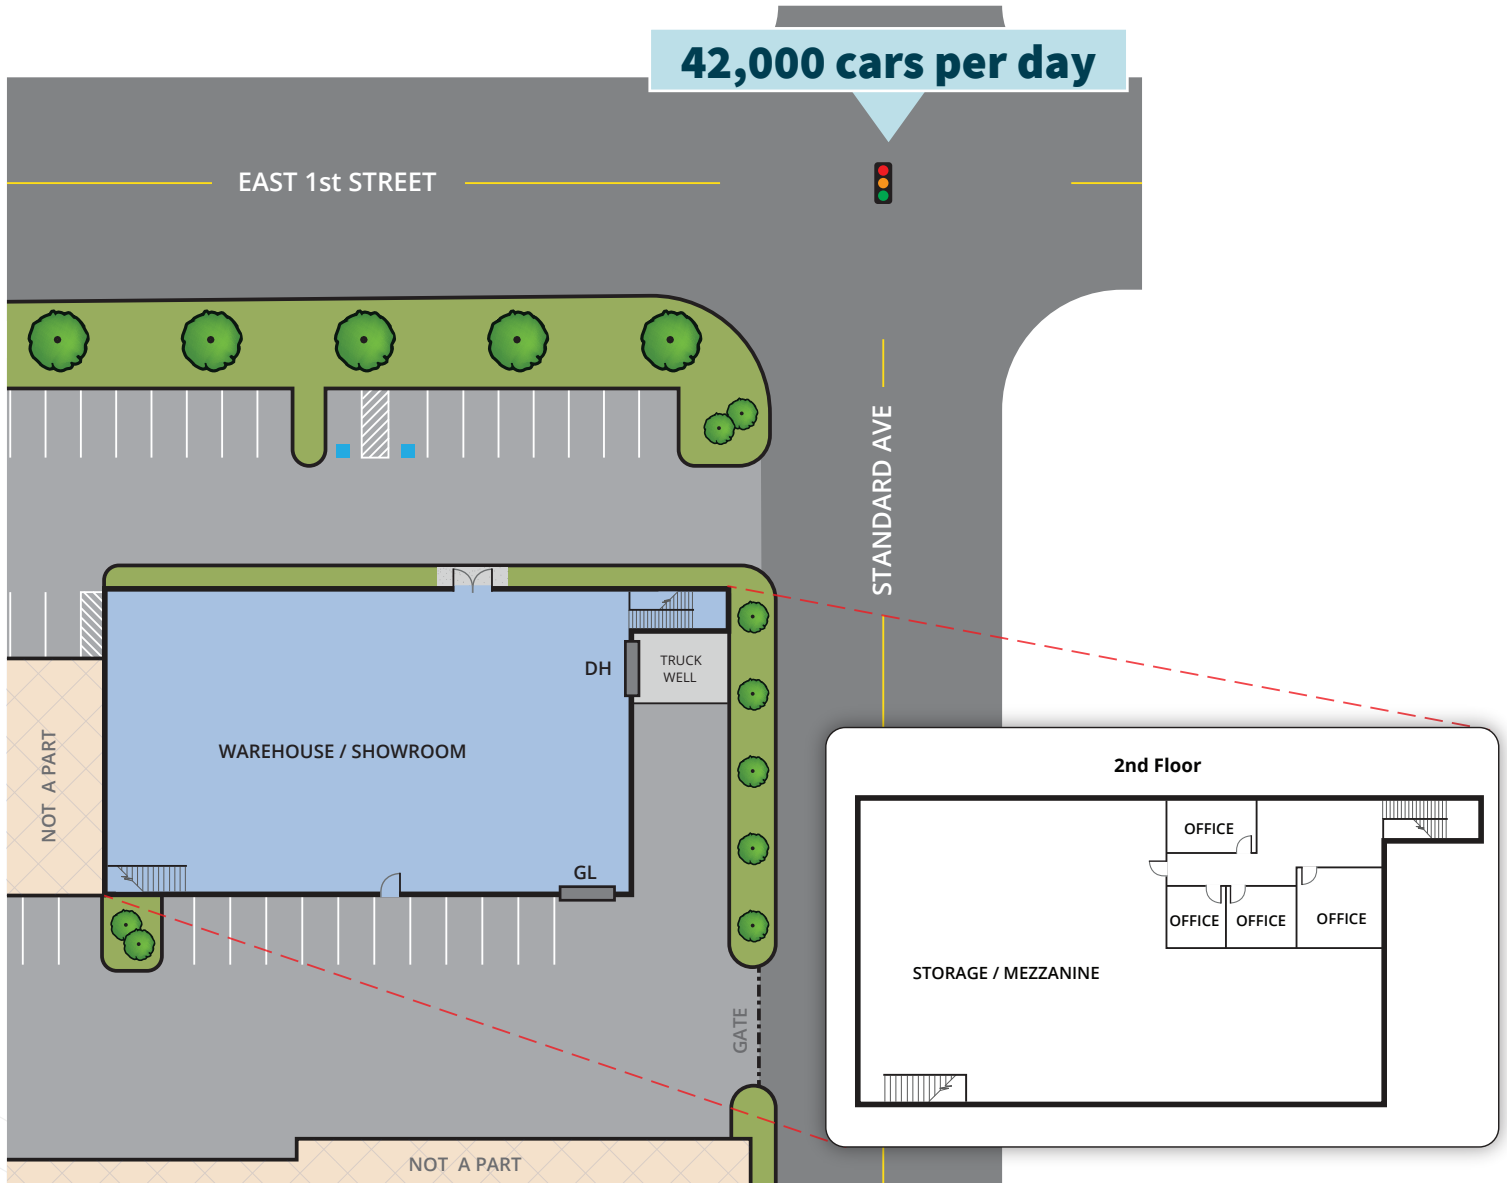 42,000 cars per day
EAST 1st STREET
STANDARD AVE
DH
TRUCK
WELL
WAREHOUSE / SHOWROOM
NOT A PART
GL
GATE
NOT A PART
2nd Floor
OFFICE
OFFICE
OFFICE
OFFICE
STORAGE / MEZZANINE